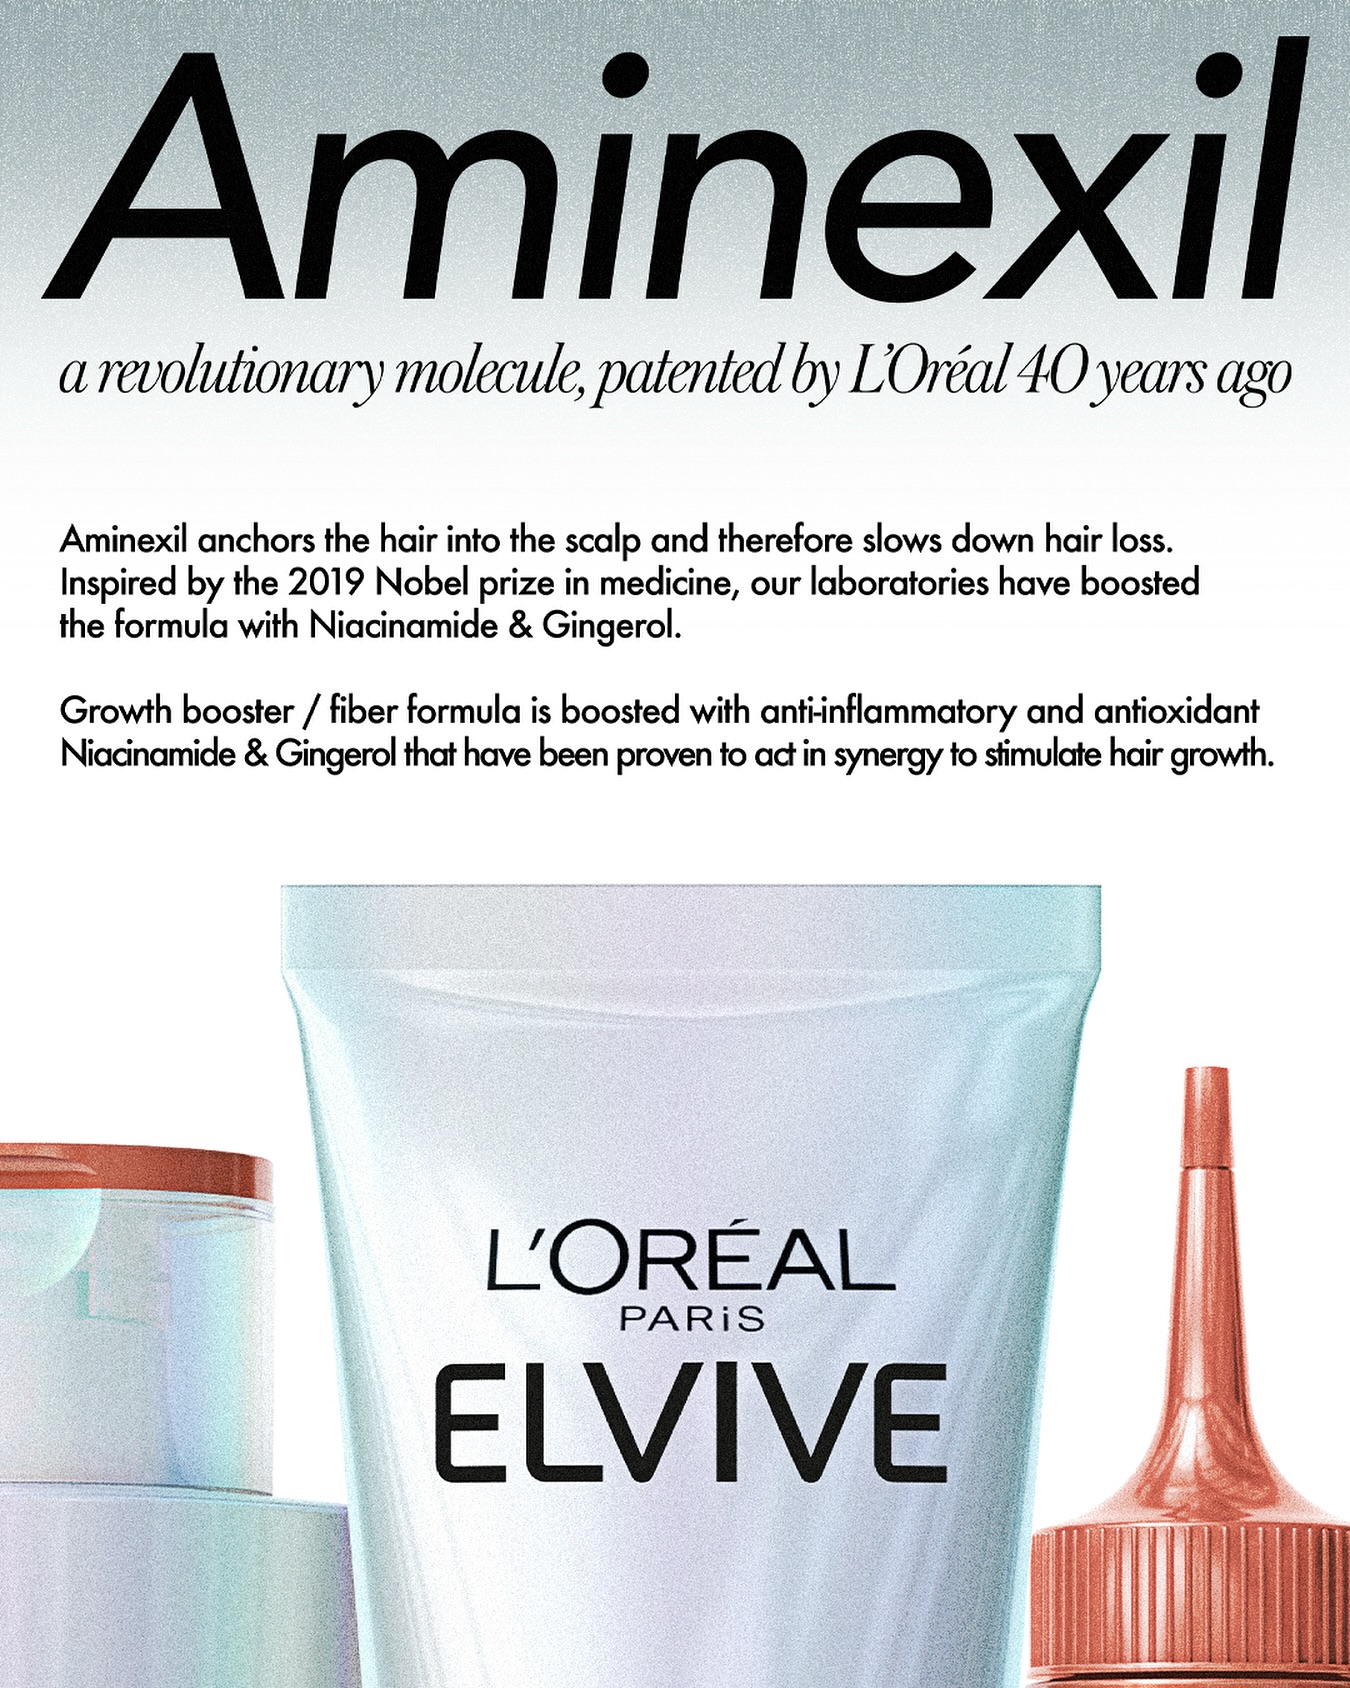 Aminexil
a revolutionary molecule, patented by L'Oréal 40 years ago
Aminexil anchors the hair into the scalp and therefore slows down hair loss.
Inspired by the 2019 Nobel prize in medicine, our laboratories have boosted
the formula with Niacinamide & Gingerol.
Growth booster / fiber formula is boosted with anti-inflammatory and antioxidant
Niacinamide & Gingerol that have been proven to act in synergy to stimulate hair growth.
L'ORÉAL
PARiS
ELVIVE